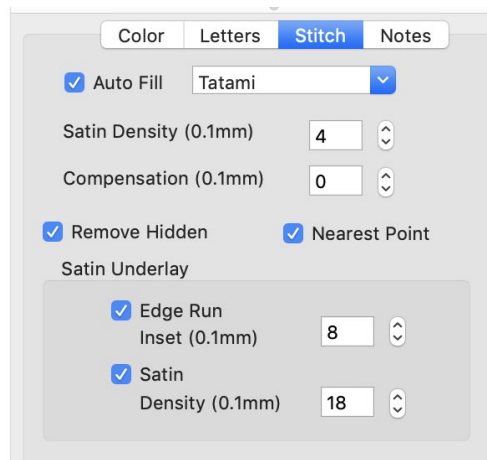 Color Letters Stitch Notes
Auto Fill Tatami
Satin Density (0.1mm) 4
Compensation (0.1mm) 0
Remove Hidden Nearest Point
Satin Underlay
Edge Run
Inset (0.1mm) 8
Satin
Density (0.1mm) 18